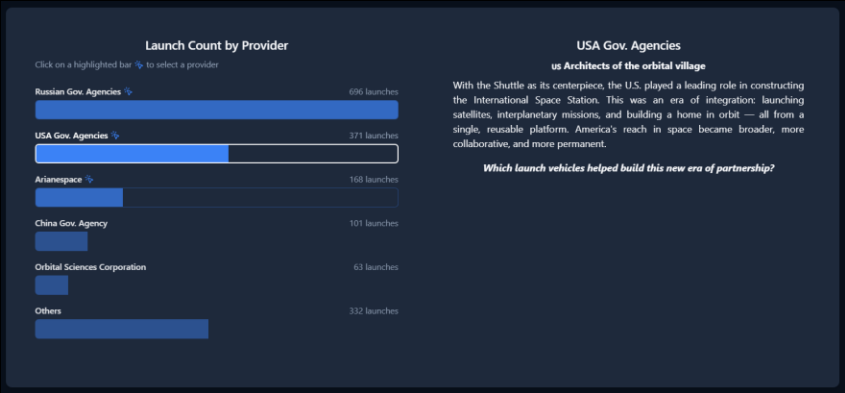 Launch Count by Provider
Click on a highlighted bar to select a provider
Russian Gov. Agencies 696 launches
USA Gov. Agencies 371 launches
Arianespace 168 launches
China Gov. Agency 101 launches
Orbital Sciences Corporation 63 launches
Others 332 launches
USA Gov. Agencies
us Architects of the orbital village
With the Shuttle as its centerpiece, the U.S. played a leading role in constructing
the International Space Station. This was an era of integration: launching
satellites, interplanetary missions, and building a home in orbit — all from a
single, reusable platform. America's reach in space became broader, more
collaborative, and more permanent.
Which launch vehicles helped build this new era of partnership?